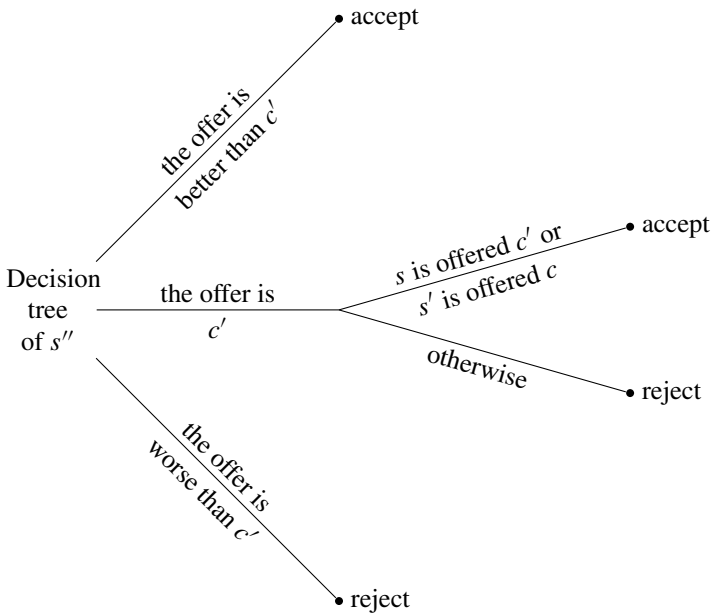 accept
the offer is
better than c′
Decision
tree
of s″
the offer is
c′
s is offered c′ or
s′ is offered c
accept
otherwise
reject
the offer is
worse than c′
reject